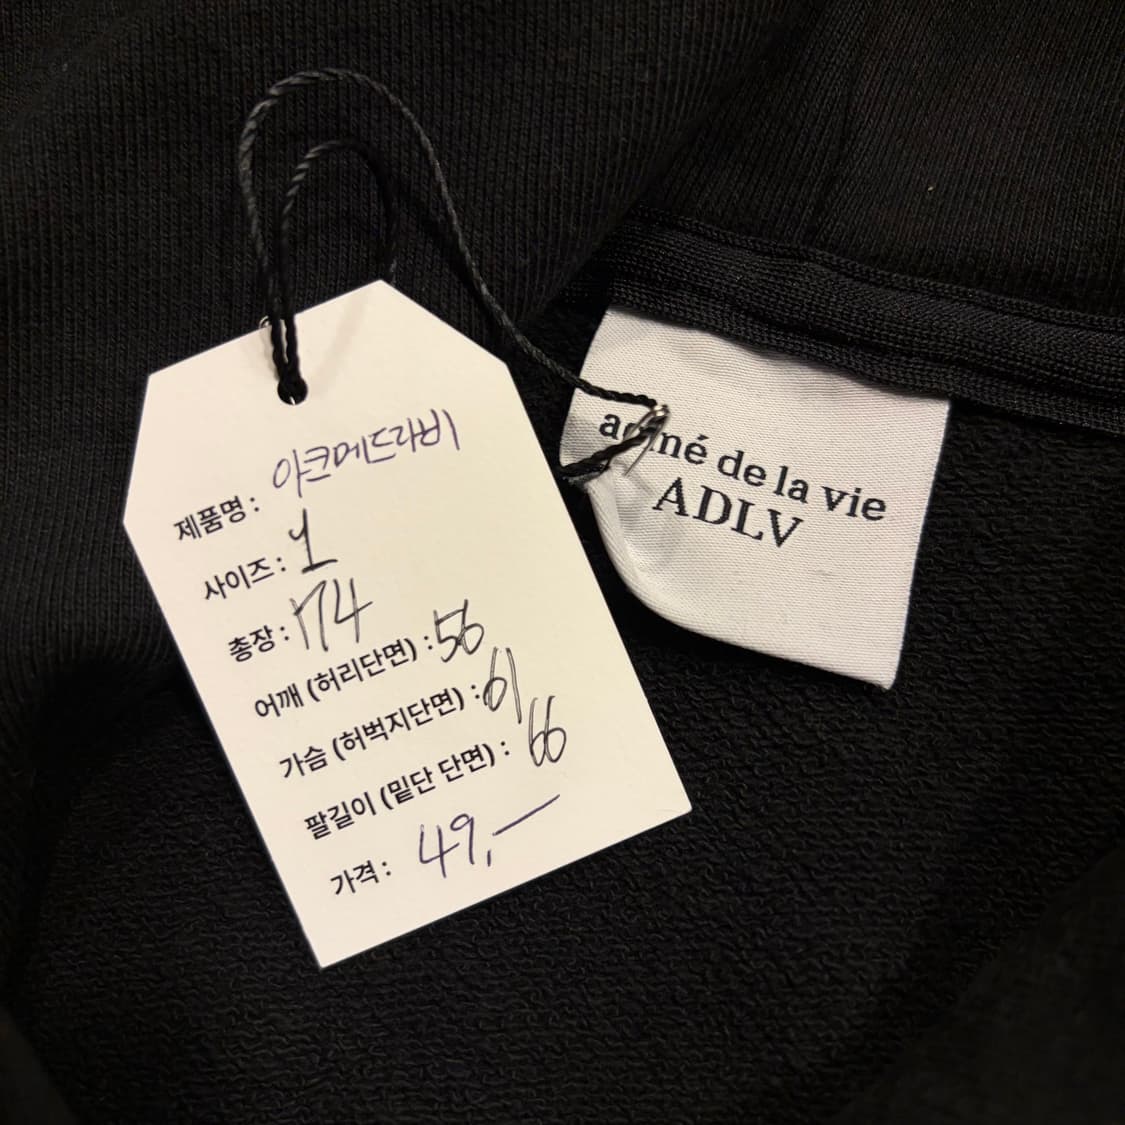 제품명 : 아크메드라비
사이즈 : 1
총장 : 74
어깨 (허리단면) : 56
가슴 (허벅지단면) : 61
팔길이 (밑단 단면) : 66
가격 : 49,—
acmé de la vie
ADLV